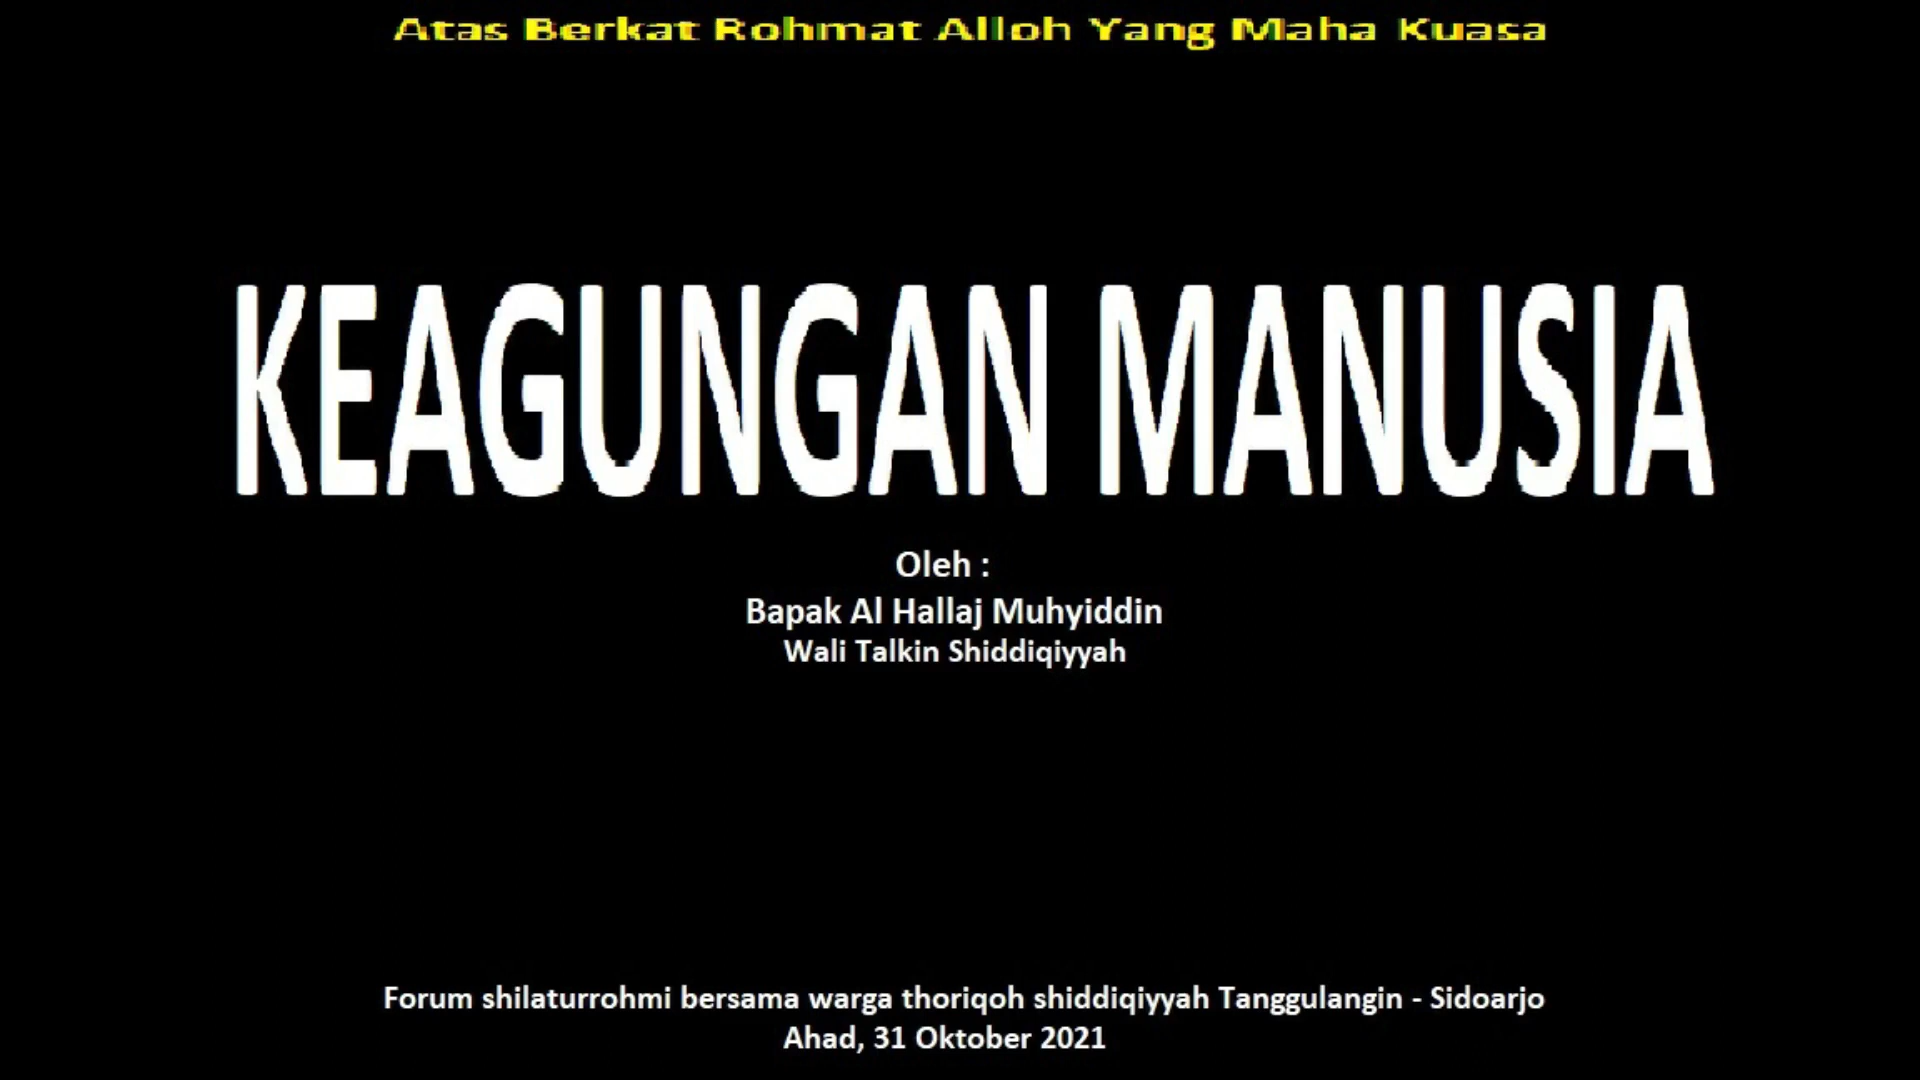 Atas Berkat Rohmat Alloh Yang Maha Kuasa
KEAGUNGAN MANUSIA
Oleh :
Bapak Al Hallaj Muhyiddin
Wali Talkin Shiddiqiyyah
Forum shilaturrohmi bersama warga thoriqoh shiddiqiyyah Tanggulangin - Sidoarjo
Ahad, 31 Oktober 2021